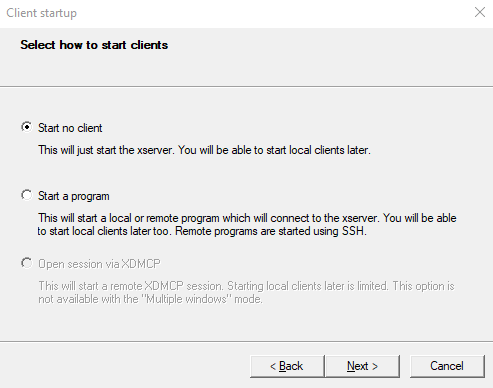 Client startup
Select how to start clients
Start no client
This will just start the xserver. You will be able to start local clients later.
Start a program
This will start a local or remote program which will connect to the xserver. You will be able
to start local clients later too. Remote programs are started using SSH.
Open session via XDMCP
This will start a remote XDMCP session. Starting local clients later is limited. This option is
not available with the "Multiple windows" mode.
< Back Next > Cancel